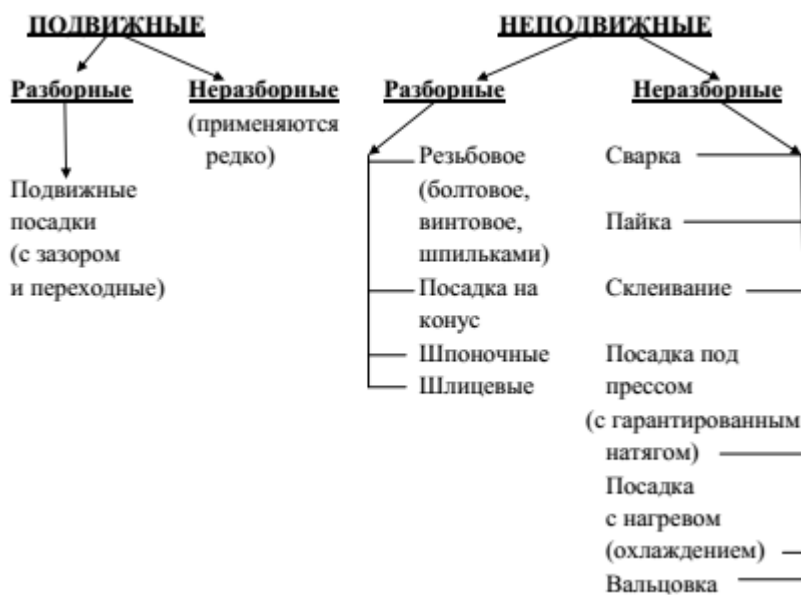 ПОДВИЖНЫЕ
НЕПОДВИЖНЫЕ
Разборные
Неразборные
(применяются
редко)
Подвижные
посадки
(с зазором
и переходные)
Разборные
Неразборные
Резьбовое
(болтовое,
винтовое,
шпильками)
Посадка на
конус
Шпоночные
Шлицевые
Сварка
Пайка
Склеивание
Посадка под
прессом
(с гарантированным
натягом)
Посадка
с нагревом
(охлаждением)
Вальцовка